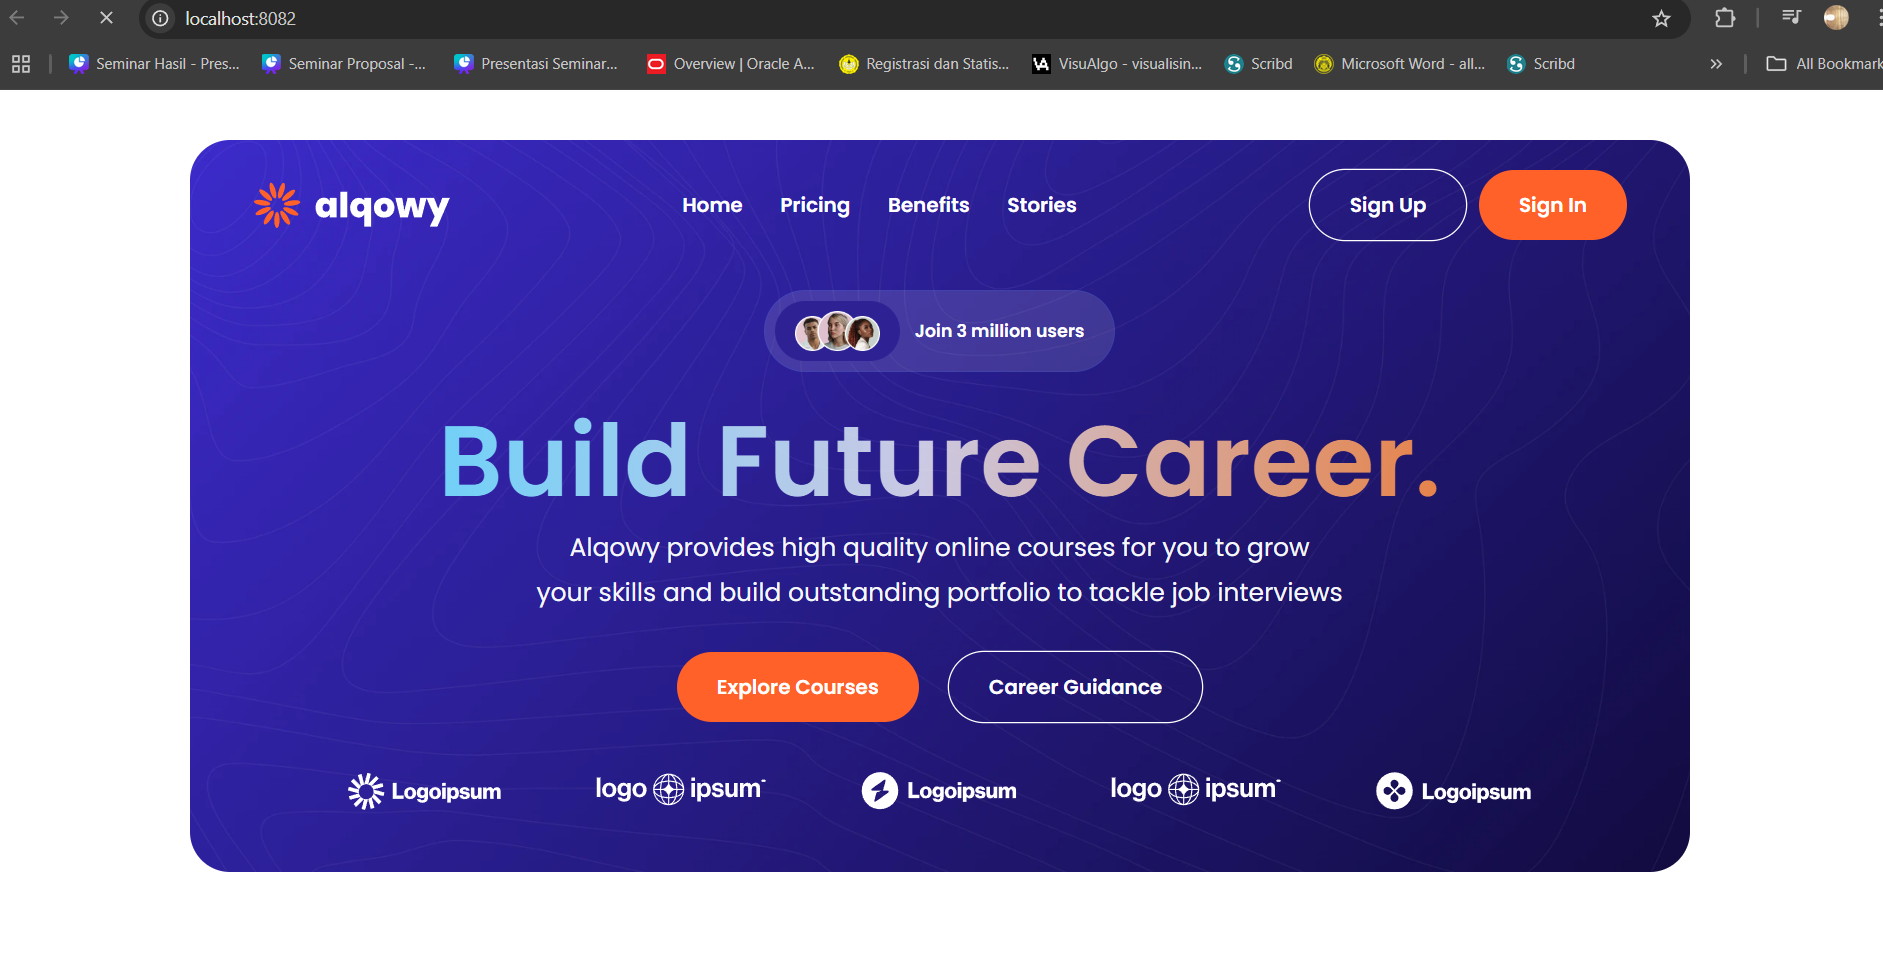 localhost:8082
Seminar Hasil - Pres... Seminar Proposal -... Presentasi Seminar... Overview | Oracle A... Registrasi dan Statis... VisuAlgo - visualisin... Scribd Microsoft Word - all... Scribd » All Bookmark
alqowy Home Pricing Benefits Stories Sign Up Sign In
Join 3 million users
Build Future Career.
Alqowy provides high quality online courses for you to grow
your skills and build outstanding portfolio to tackle job interviews
Explore Courses Career Guidance
Logoipsum logo ipsum Logoipsum logo ipsum Logoipsum